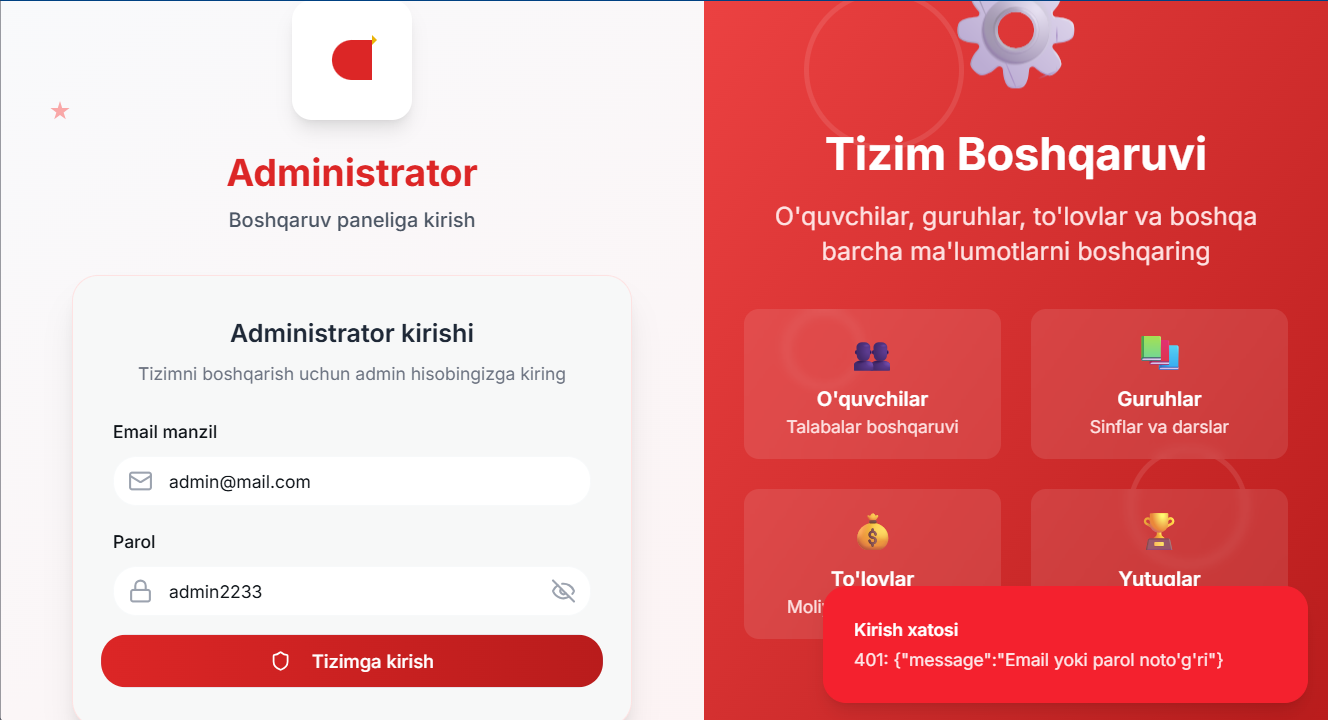 Administrator
Boshqaruv paneliga kirish
Administrator kirishi
Tizimni boshqarish uchun admin hisobingizga kiring
Email manzil
admin@mail.com
Parol
admin2233
Tizimga kirish
Tizim Boshqaruvi
O'quvchilar, guruhlar, to'lovlar va boshqa
barcha ma'lumotlarni boshqaring
O'quvchilar
Talabalar boshqaruvi
Guruhlar
Sinflar va darslar
To'lovlar
Yutuqlar
Kirish xatosi
401: {"message":"Email yoki parol noto'g'ri"}